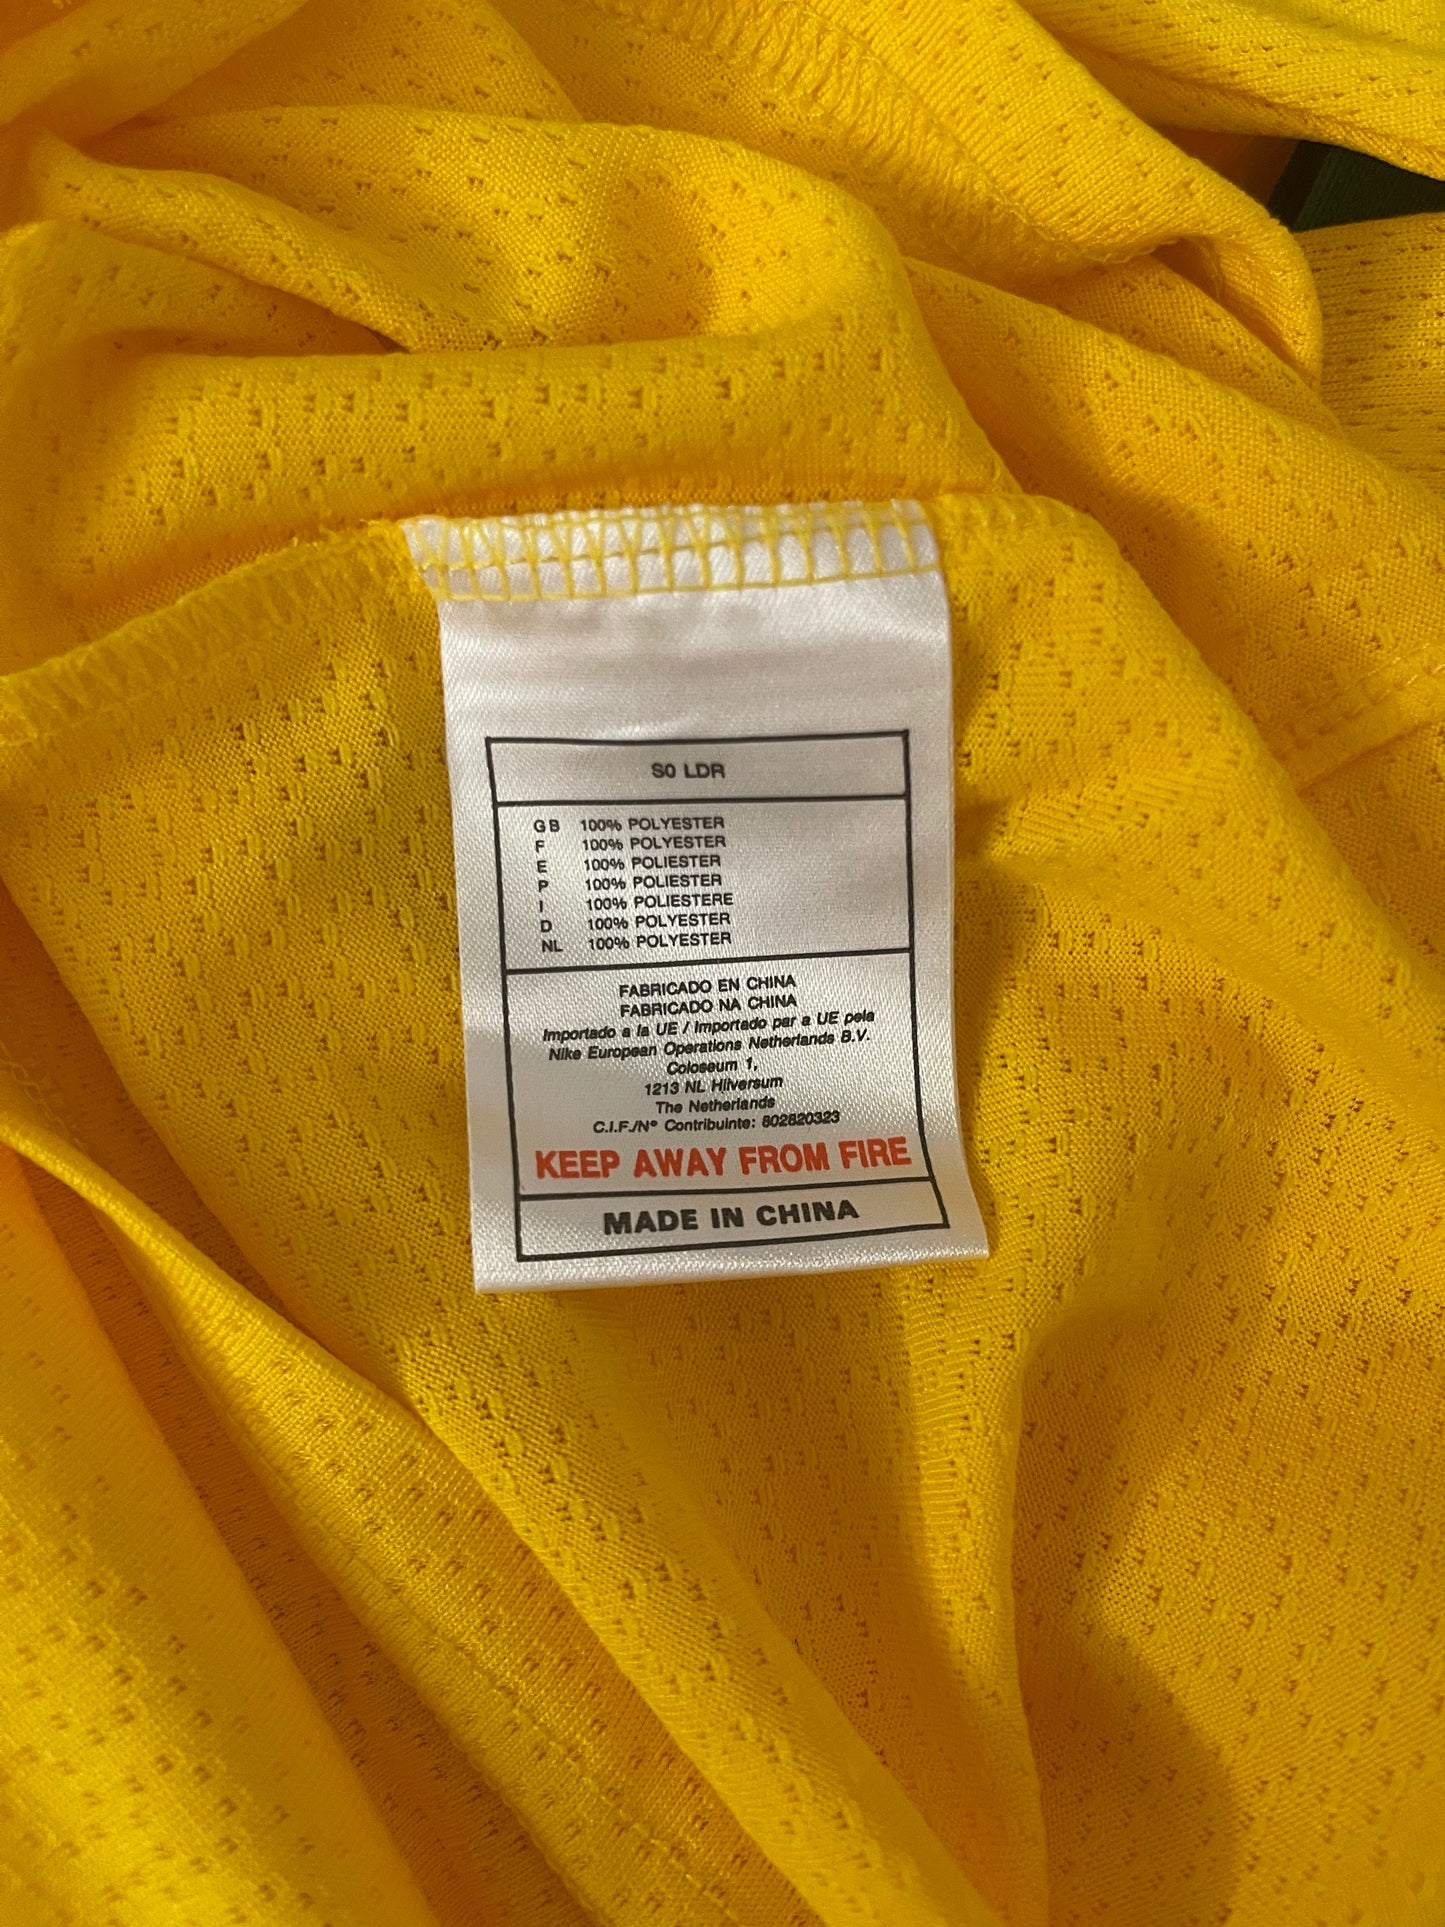 S0 LDR
GB 100% POLYESTER
F 100% POLYESTER
E 100% POLIESTER
P 100% POLIESTER
I 100% POLIESTERE
D 100% POLYESTER
NL 100% POLYESTER
FABRICADO EN CHINA
FABRICADO NA CHINA
Importado a la UE / Importado par a UE pela
Nike European Operations Netherlands B.V.
Coloseum 1,
1213 NL Hilversum
The Netherlands
C.I.F./Nº Contribuinte: 802820323
KEEP AWAY FROM FIRE
MADE IN CHINA